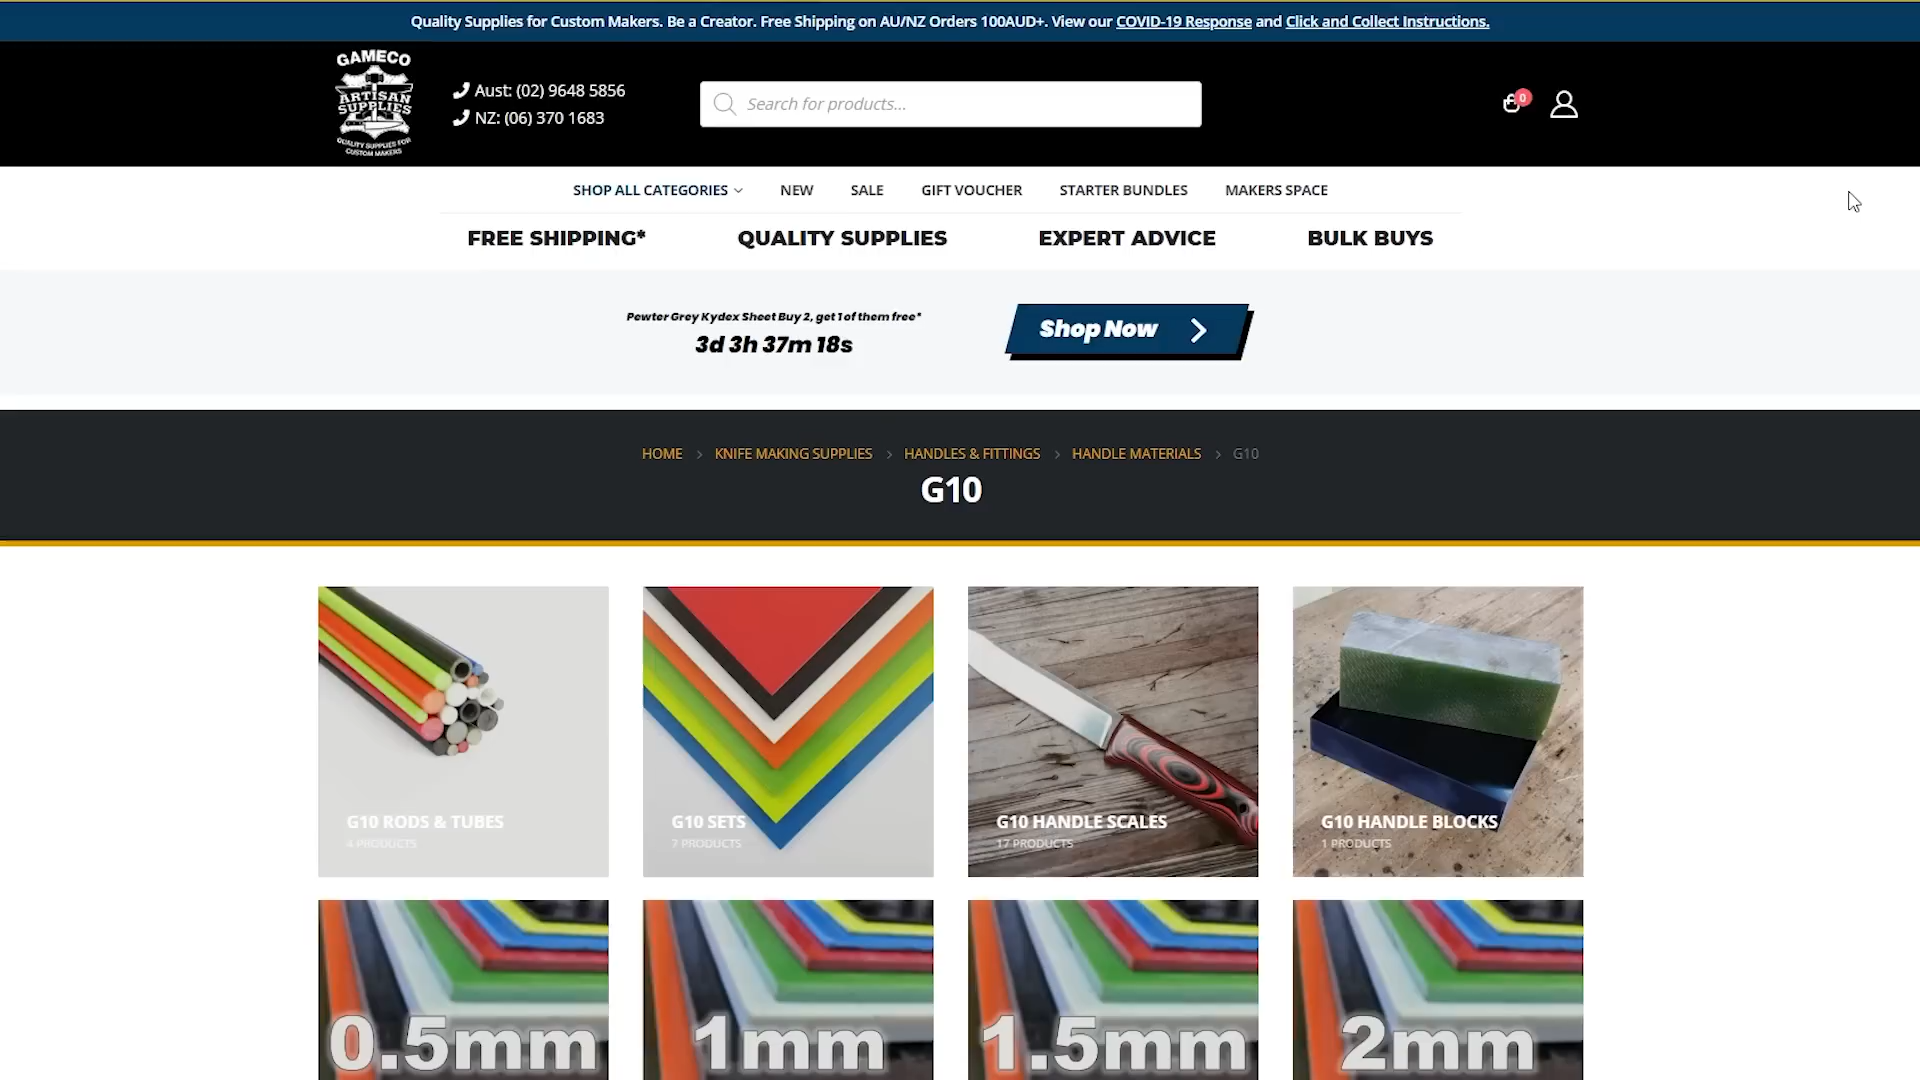 Quality Supplies for Custom Makers. Be a Creator. Free Shipping on AU/NZ Orders 100AUD+. View our COVID-19 Response and Click and Collect Instructions.
GAMECO
ARTISAN
SUPPLIES
QUALITY SUPPLIES FOR
CUSTOM MAKERS
Aust: (02) 9648 5856
NZ: (06) 370 1683
Search for products...
0
SHOP ALL CATEGORIES NEW SALE GIFT VOUCHER STARTER BUNDLES MAKERS SPACE
FREE SHIPPING* QUALITY SUPPLIES EXPERT ADVICE BULK BUYS
Pewter Grey Kydex Sheet Buy 2, get 1 of them free*
3d 3h 37m 18s
Shop Now
HOME > KNIFE MAKING SUPPLIES > HANDLES & FITTINGS > HANDLE MATERIALS > G10
G10
G10 RODS & TUBES
4 PRODUCTS
G10 SETS
7 PRODUCTS
G10 HANDLE SCALES
17 PRODUCTS
G10 HANDLE BLOCKS
1 PRODUCTS
0.5mm
1mm
1.5mm
2mm